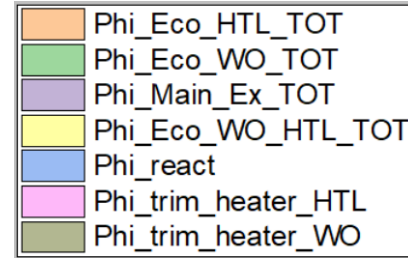 Phi_Eco_HTL_TOT
Phi_Eco_WO_TOT
Phi_Main_Ex_TOT
Phi_Eco_WO_HTL_TOT
Phi_react
Phi_trim_heater_HTL
Phi_trim_heater_WO